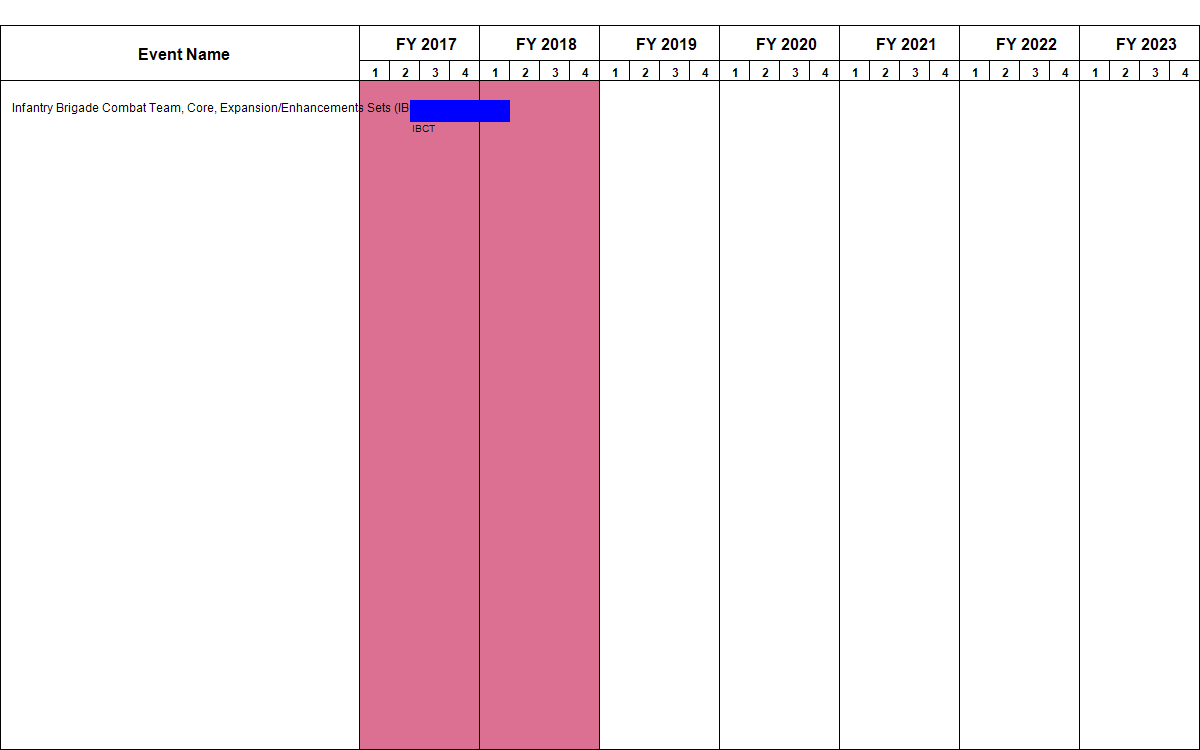 Event Name
FY 2017 FY 2018 FY 2019 FY 2020 FY 2021 FY 2022 FY 2023
1 2 3 4 1 2 3 4 1 2 3 4 1 2 3 4 1 2 3 4 1 2 3 4 1 2 3 4
Infantry Brigade Combat Team, Core, Expansion/Enhancements Sets (IB
IBCT